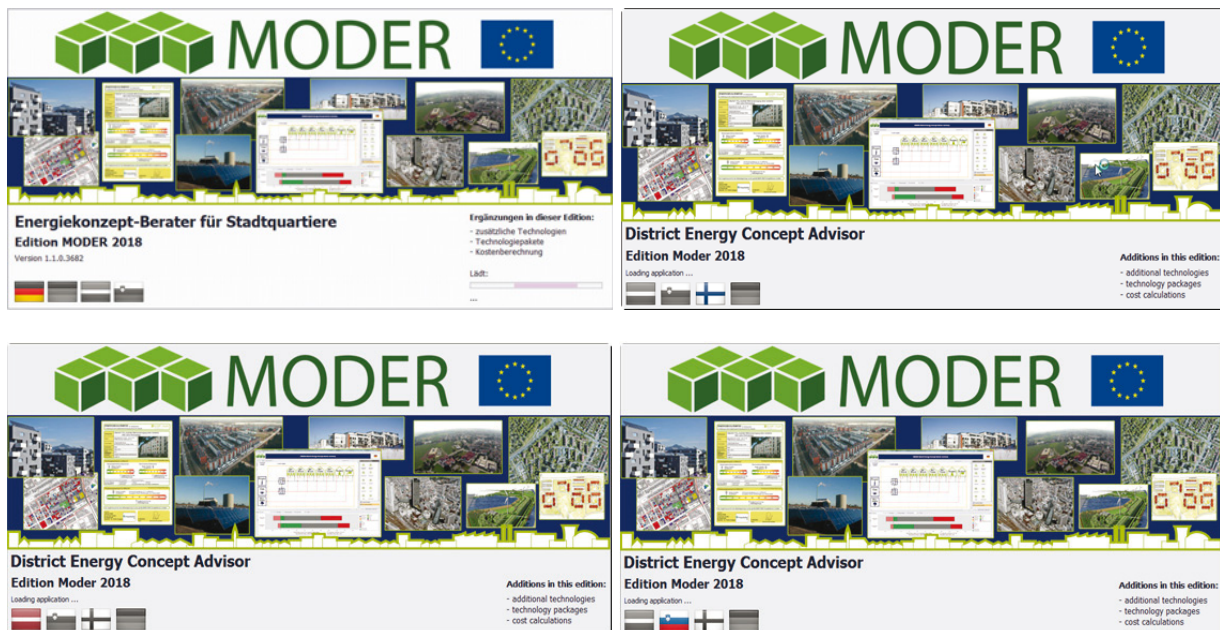 MODER
Energiekonzept-Berater für Stadtquartiere
Edition MODER 2018
Version 1.1.0.3682
Ergänzungen in dieser Edition:
- zusätzliche Technologien
- Technologiepakete
- Kostenberechnung
Lädt:
...
MODER
District Energy Concept Advisor
Edition Moder 2018
Loading application ...
Additions in this edition:
- additional technologies
- technology packages
- cost calculations
MODER
District Energy Concept Advisor
Edition Moder 2018
Loading application ...
Additions in this edition:
- additional technologies
- technology packages
- cost calculations
MODER
District Energy Concept Advisor
Edition Moder 2018
Loading application ...
Additions in this edition:
- additional technologies
- technology packages
- cost calculations